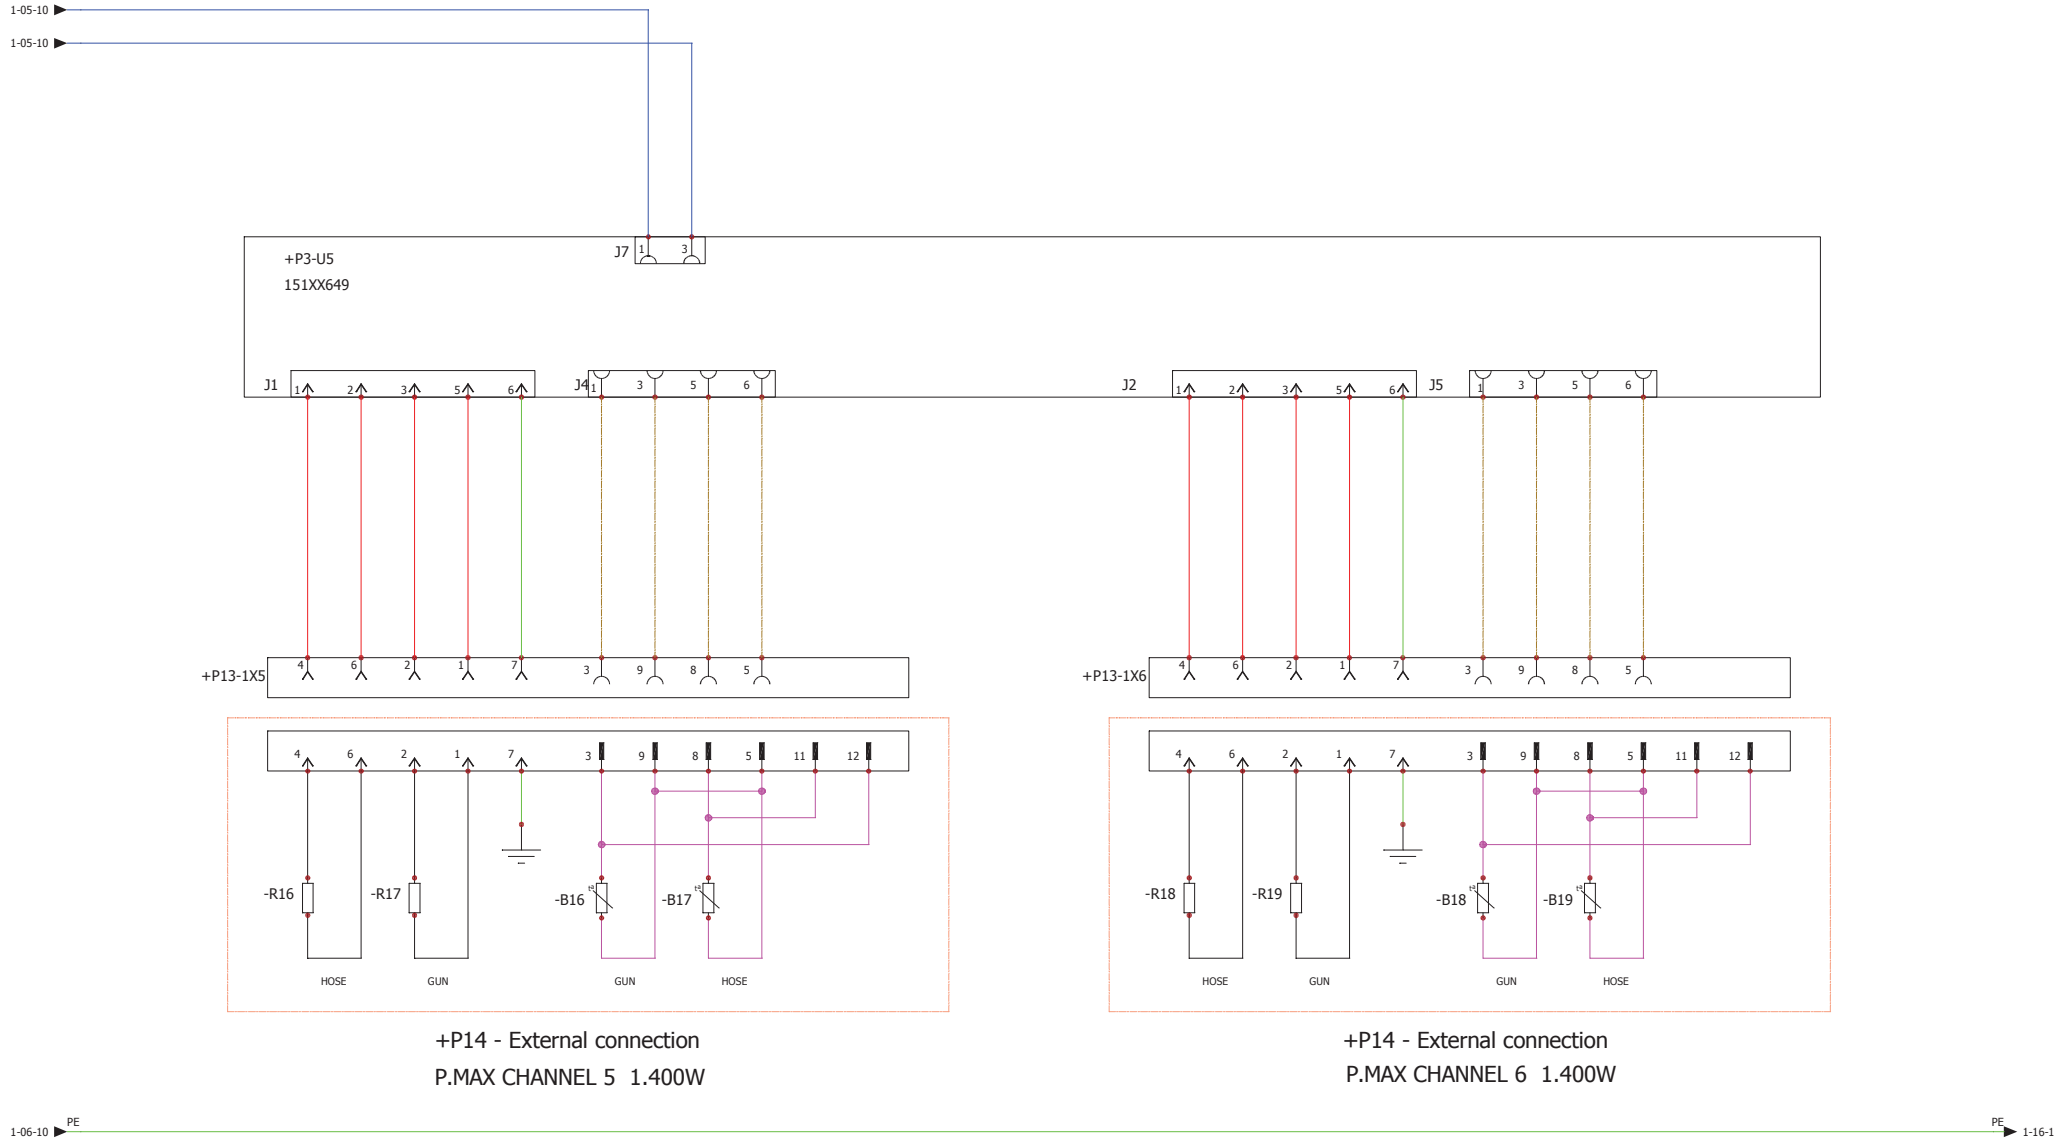 1-05-10
1-05-10
+P3-U5
151XX649
J7 1 3
J1 1 2 3 5 6 J4 1 3 5 6 J2 1 2 3 5 6 J5 1 3 5 6
+P13-1X5 4 6 2 1 7 3 9 8 5 +P13-1X6 4 6 2 1 7 3 9 8 5
4 6 2 1 7 3 9 8 5 11 12 4 6 2 1 7 3 9 8 5 11 12
-R16 -R17 -B16 -B17 -R18 -R19 -B18 -B19
HOSE GUN GUN HOSE HOSE GUN GUN HOSE
+P14 - External connection
P.MAX CHANNEL 5 1.400W
+P14 - External connection
P.MAX CHANNEL 6 1.400W
1-06-10 PE PE 1-16-1